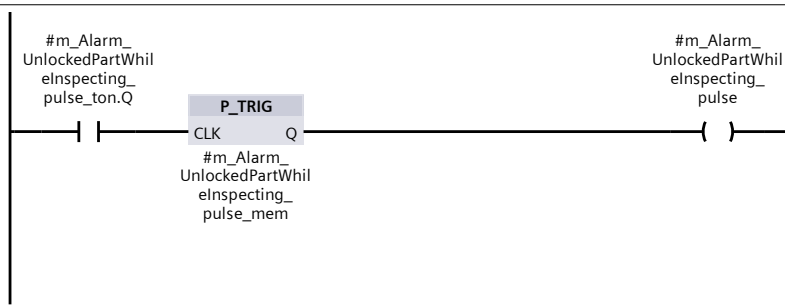 #m_Alarm_
UnlockedPartWhil
eInspecting_
pulse_ton.Q
#m_Alarm_
UnlockedPartWhil
eInspecting_
pulse
P_TRIG
CLK Q
#m_Alarm_
UnlockedPartWhil
eInspecting_
pulse_mem